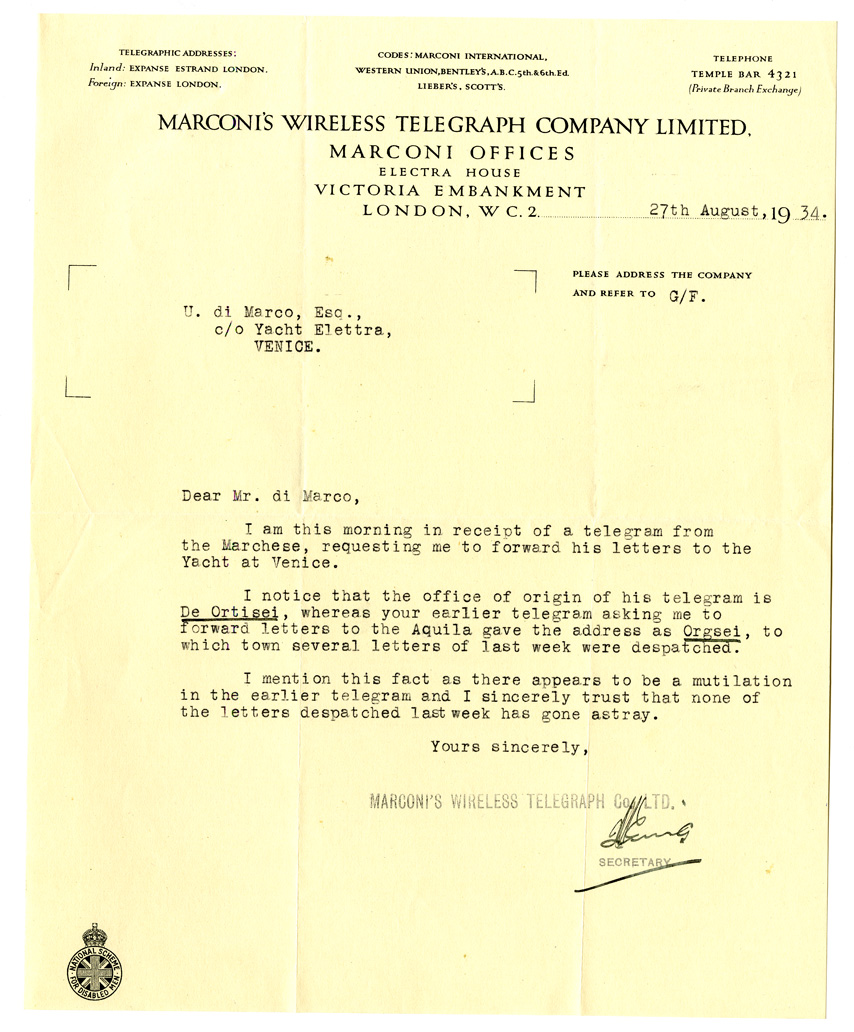 TELEGRAPHIC ADDRESSES:
Inland: EXPANSE ESTRAND LONDON.
Foreign: EXPANSE LONDON.
CODES: MARCONI INTERNATIONAL,
WESTERN UNION, BENTLEY'S, A.B.C. 5th. & 6th. Ed.
LIEBER'S. SCOTT'S.
TELEPHONE
TEMPLE BAR 4321
(Private Branch Exchange)
MARCONI'S WIRELESS TELEGRAPH COMPANY LIMITED.
MARCONI OFFICES
ELECTRA HOUSE
VICTORIA EMBANKMENT
LONDON, W C. 2. 27th August, 19 34.
PLEASE ADDRESS THE COMPANY
AND REFER TO G/F.
U. di Marco, Esq.,
c/o Yacht Elettra,
VENICE.
Dear Mr. di Marco,
I am this morning in receipt of a telegram from
the Marchese, requesting me to forward his letters to the
Yacht at Venice.
I notice that the office of origin of his telegram is
De Ortisei, whereas your earlier telegram asking me to
forward letters to the Aquila gave the address as Orgsei, to
which town several letters of last week were despatched.
I mention this fact as there appears to be a mutilation
in the earlier telegram and I sincerely trust that none of
the letters despatched last week has gone astray.
Yours sincerely,
MARCONI'S WIRELESS TELEGRAPH Co. LTD.
SECRETARY
NATIONAL SCHEME
FOR DISABLED MEN